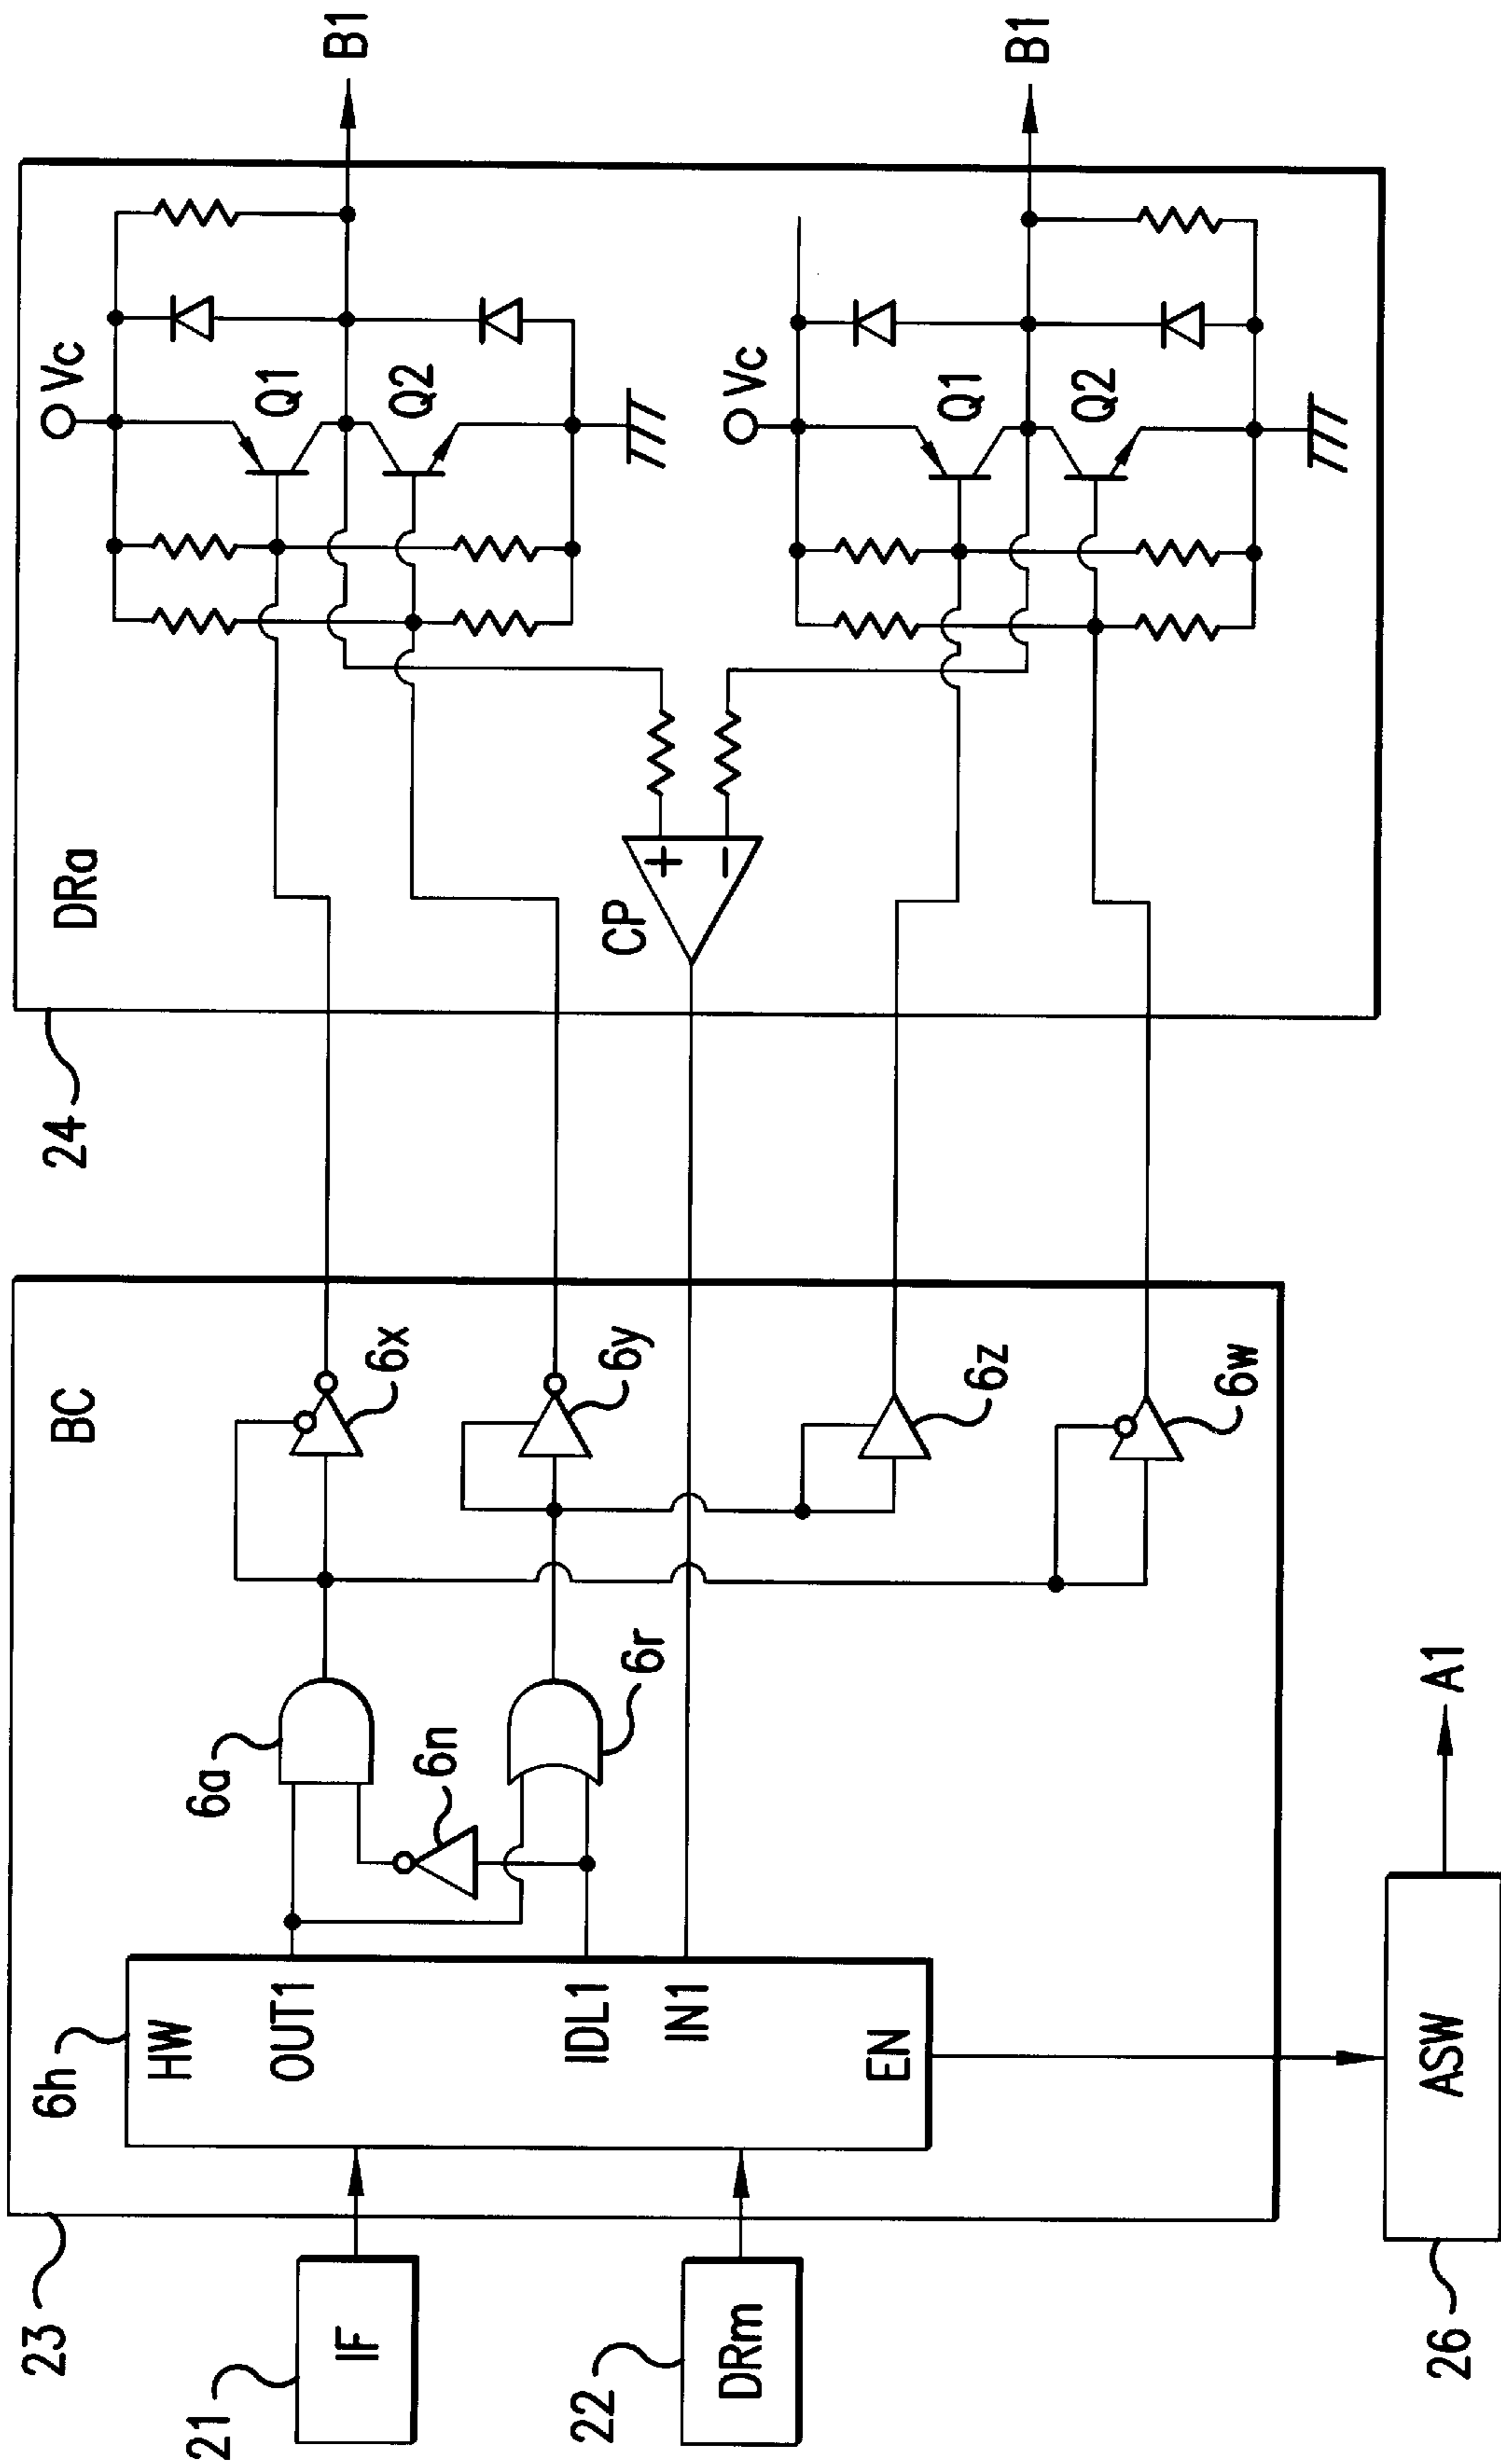 24
DRa
Vc
Q1
Q2
B1
CP
+
−
Vc
Q1
Q2
B1
23
BC
6h
HW
OUT1
IDL1
IN1
EN
6a
6n
6r
6x
6y
6z
6w
21
IF
22
DRm
26
ASW
A1